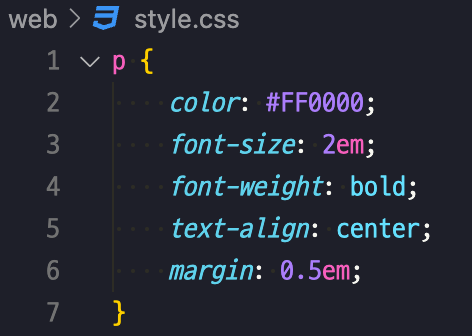 web > style.css
1 p {
2 color: #FF0000;
3 font-size: 2em;
4 font-weight: bold;
5 text-align: center;
6 margin: 0.5em;
7 }